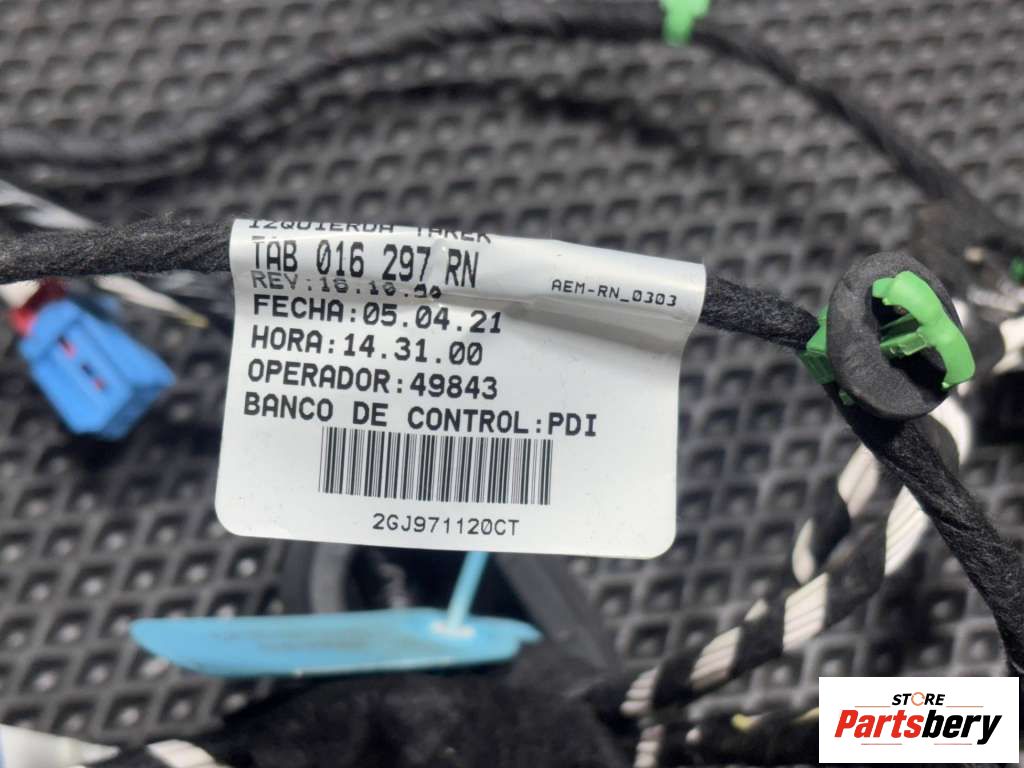 IZQUIERDA TAREK
TAB 016 297 RN
AEM-RN_0303
REV:
FECHA:05.04.21
HORA:14.31.00
OPERADOR:49843
BANCO DE CONTROL:PDI
2GJ971120CT
STORE
Partsbery